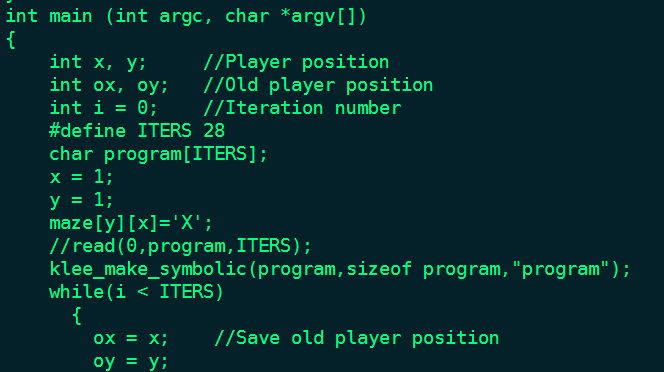 int main (int argc, char *argv[])
{
    int x, y;     //Player position
    int ox, oy;   //Old player position
    int i = 0;    //Iteration number
    #define ITERS 28
    char program[ITERS];
    x = 1;
    y = 1;
    maze[y][x]='X';
    //read(0,program,ITERS);
    klee_make_symbolic(program,sizeof program,"program");
    while(i < ITERS)
      {
        ox = x;    //Save old player position
        oy = y;